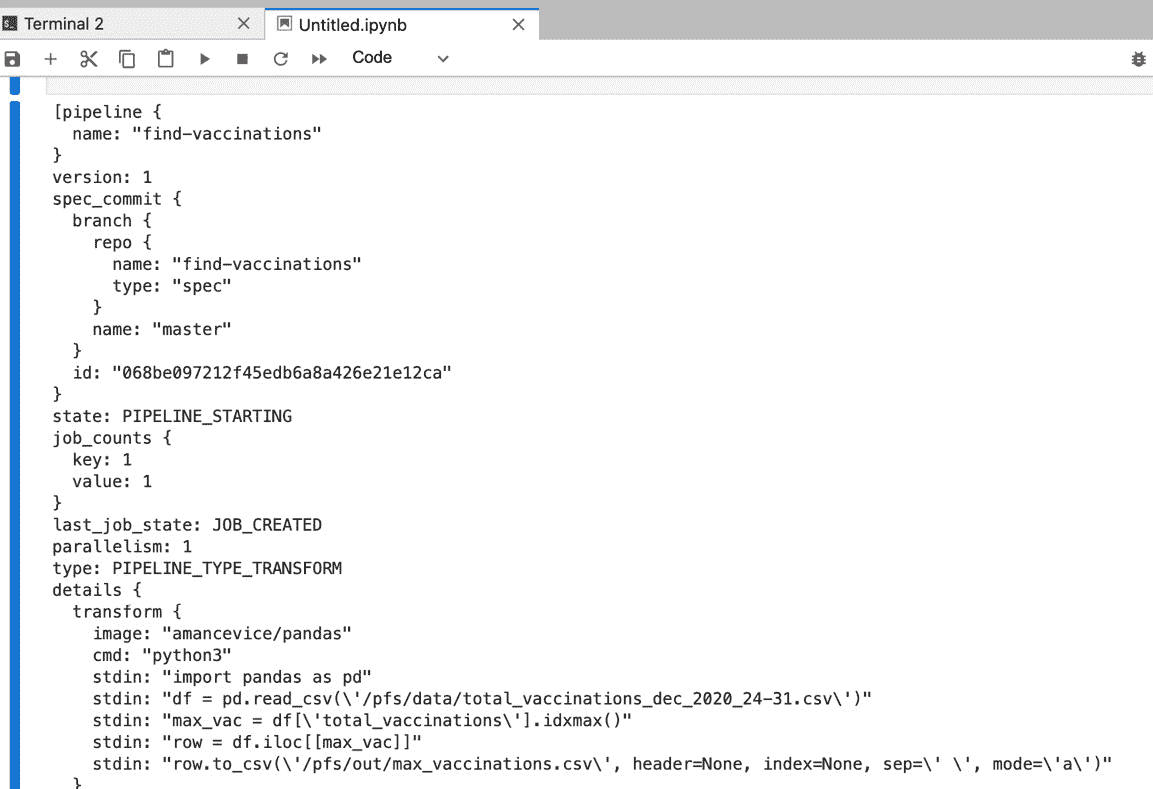 Terminal 2
Untitled.ipynb
Code
[pipeline {
  name: "find-vaccinations"
}
version: 1
spec_commit {
  branch {
    repo {
      name: "find-vaccinations"
      type: "spec"
    }
    name: "master"
  }
  id: "068be097212f45edb6a8a426e21e12ca"
}
state: PIPELINE_STARTING
job_counts {
  key: 1
  value: 1
}
last_job_state: JOB_CREATED
parallelism: 1
type: PIPELINE_TYPE_TRANSFORM
details {
  transform {
    image: "amancevice/pandas"
    cmd: "python3"
    stdin: "import pandas as pd"
    stdin: "df = pd.read_csv(\'/pfs/data/total_vaccinations_dec_2020_24-31.csv\')"
    stdin: "max_vac = df[\'total_vaccinations\'].idxmax()"
    stdin: "row = df.iloc[[max_vac]]"
    stdin: "row.to_csv(\'/pfs/out/max_vaccinations.csv\', header=None, index=None, sep=\' \', mode=\'a\')"
  }